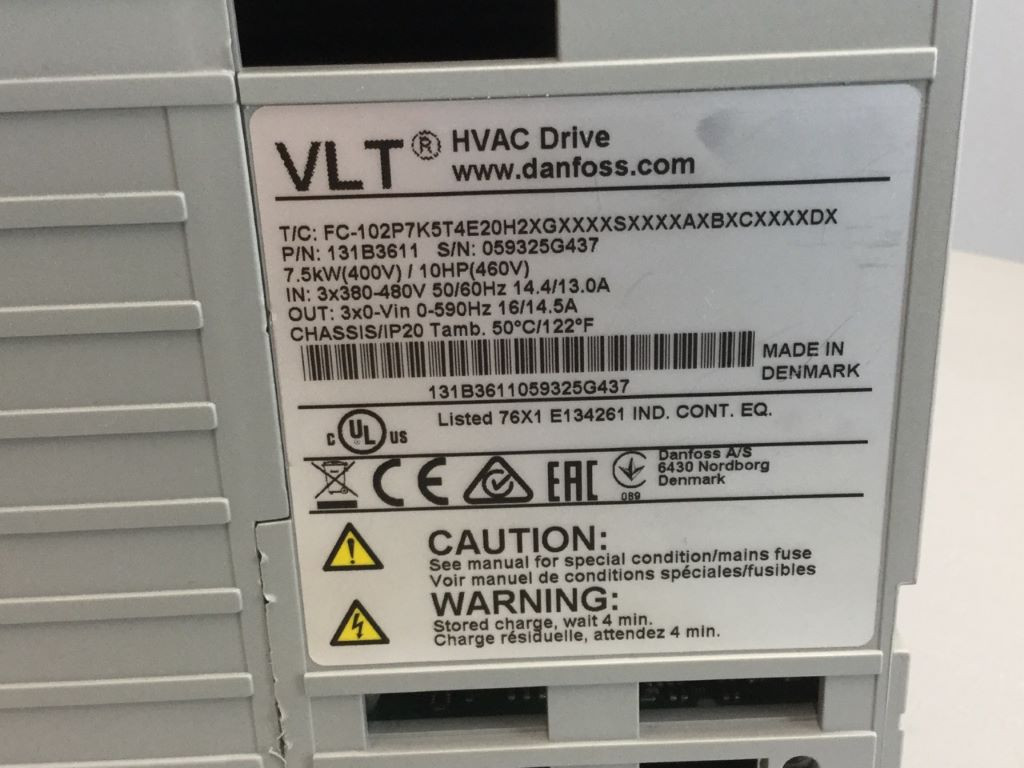 VLT® HVAC Drive
www.danfoss.com
T/C: FC-102P7K5T4E20H2XGXXXXSXXXXAXBXCXXXXDX
P/N: 131B3611 S/N: 059325G437
7.5kW(400V) / 10HP(460V)
IN: 3x380-480V 50/60Hz 14.4/13.0A
OUT: 3x0-Vin 0-590Hz 16/14.5A
CHASSIS/IP20 Tamb. 50°C/122°F
MADE IN
DENMARK
131B3611059325G437
C UL US
Listed 76X1 E134261 IND. CONT. EQ.
CE EAC 089
Danfoss A/S
6430 Nordborg
Denmark
CAUTION:
See manual for special condition/mains fuse
Voir manuel de conditions spéciales/fusibles
WARNING:
Stored charge, wait 4 min.
Charge résiduelle, attendez 4 min.